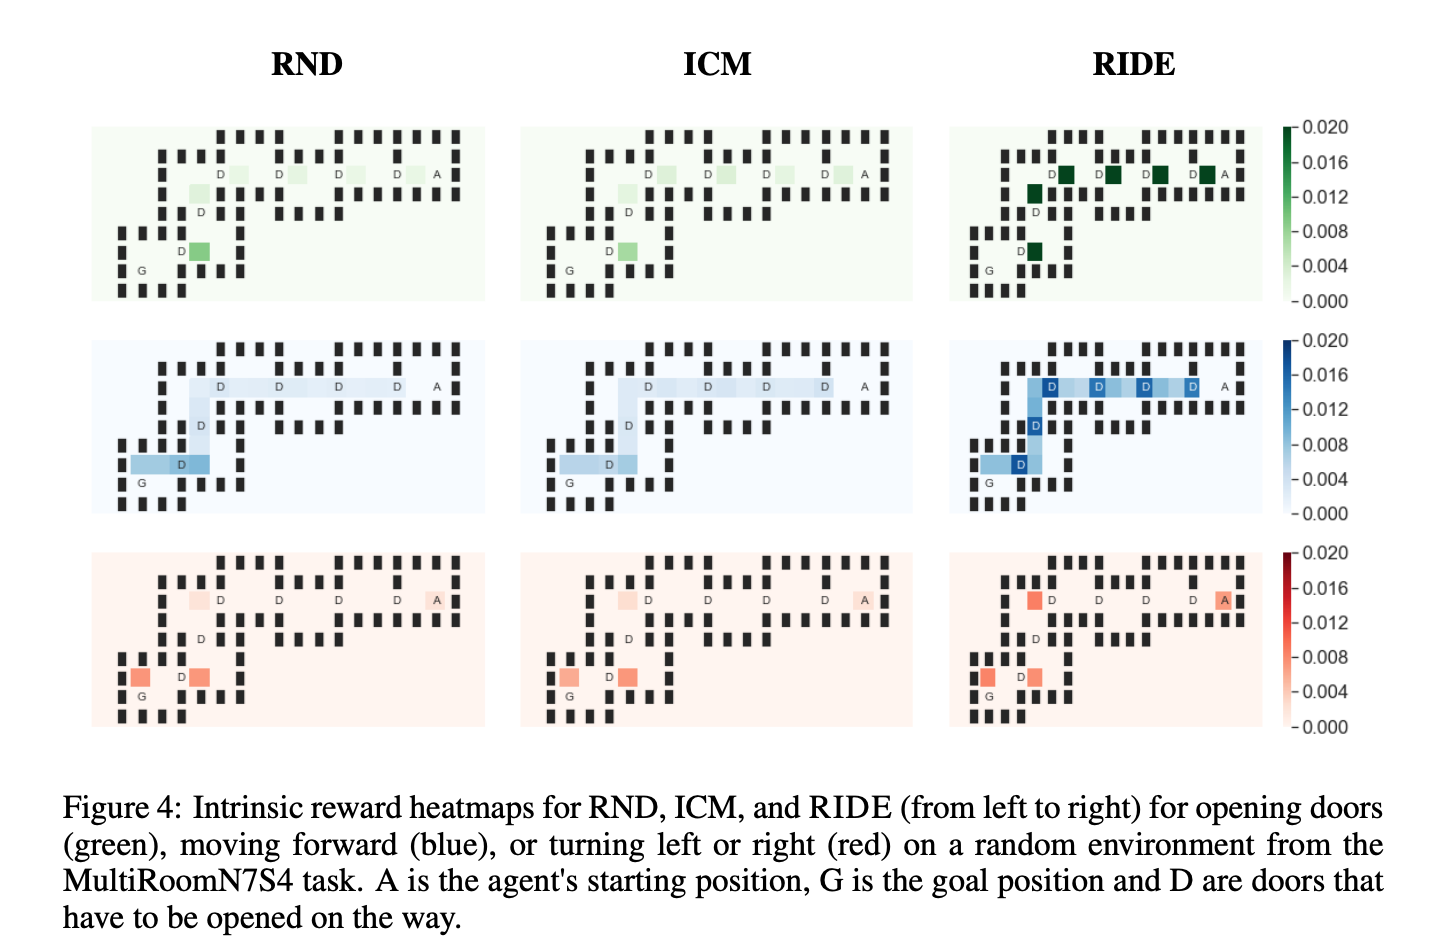 RND ICM RIDE
D D D D A
D
D
G
D D D D A
D
D
G
D D D D A
D
D
G
0.020
0.016
0.012
0.008
0.004
0.000
D D D D A
D
D
G
D D D D A
D
D
G
D D D D A
D
D
G
0.020
0.016
0.012
0.008
0.004
0.000
D D D D A
D
D
G
D D D D A
D
D
G
D D D D A
D
D
G
0.020
0.016
0.012
0.008
0.004
0.000
Figure 4: Intrinsic reward heatmaps for RND, ICM, and RIDE (from left to right) for opening doors
(green), moving forward (blue), or turning left or right (red) on a random environment from the
MultiRoomN7S4 task. A is the agent's starting position, G is the goal position and D are doors that
have to be opened on the way.